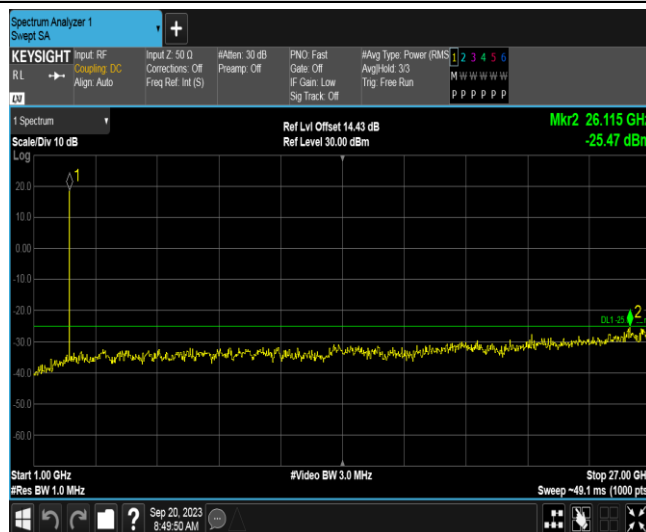 Spectrum Analyzer 1
Swept SA
+
KEYSIGHT
RL
LXI
Input: RF
Coupling: DC
Align: Auto
Input Z: 50 Ω
Corrections: Off
Freq Ref: Int (S)
#Atten: 30 dB
Preamp: Off
PNO: Fast
Gate: Off
IF Gain: Low
Sig Track: Off
#Avg Type: Power (RMS
Avg|Hold: 3/3
Trig: Free Run
1 2 3 4 5 6
M W W W W W
P P P P P P
1 Spectrum
Scale/Div 10 dB
Log
Ref Lvl Offset 14.43 dB
Ref Level 30.00 dBm
Mkr2 26.115 GHz
-25.47 dBm
1
20.0
10.0
0.00
-10.0
-20.0
DL1 -25
2
-30.0
-40.0
-50.0
-60.0
Start 1.00 GHz
#Res BW 1.0 MHz
#Video BW 3.0 MHz
Stop 27.00 GHz
Sweep ~49.1 ms (1000 pts
?
Sep 20, 2023
8:49:50 AM